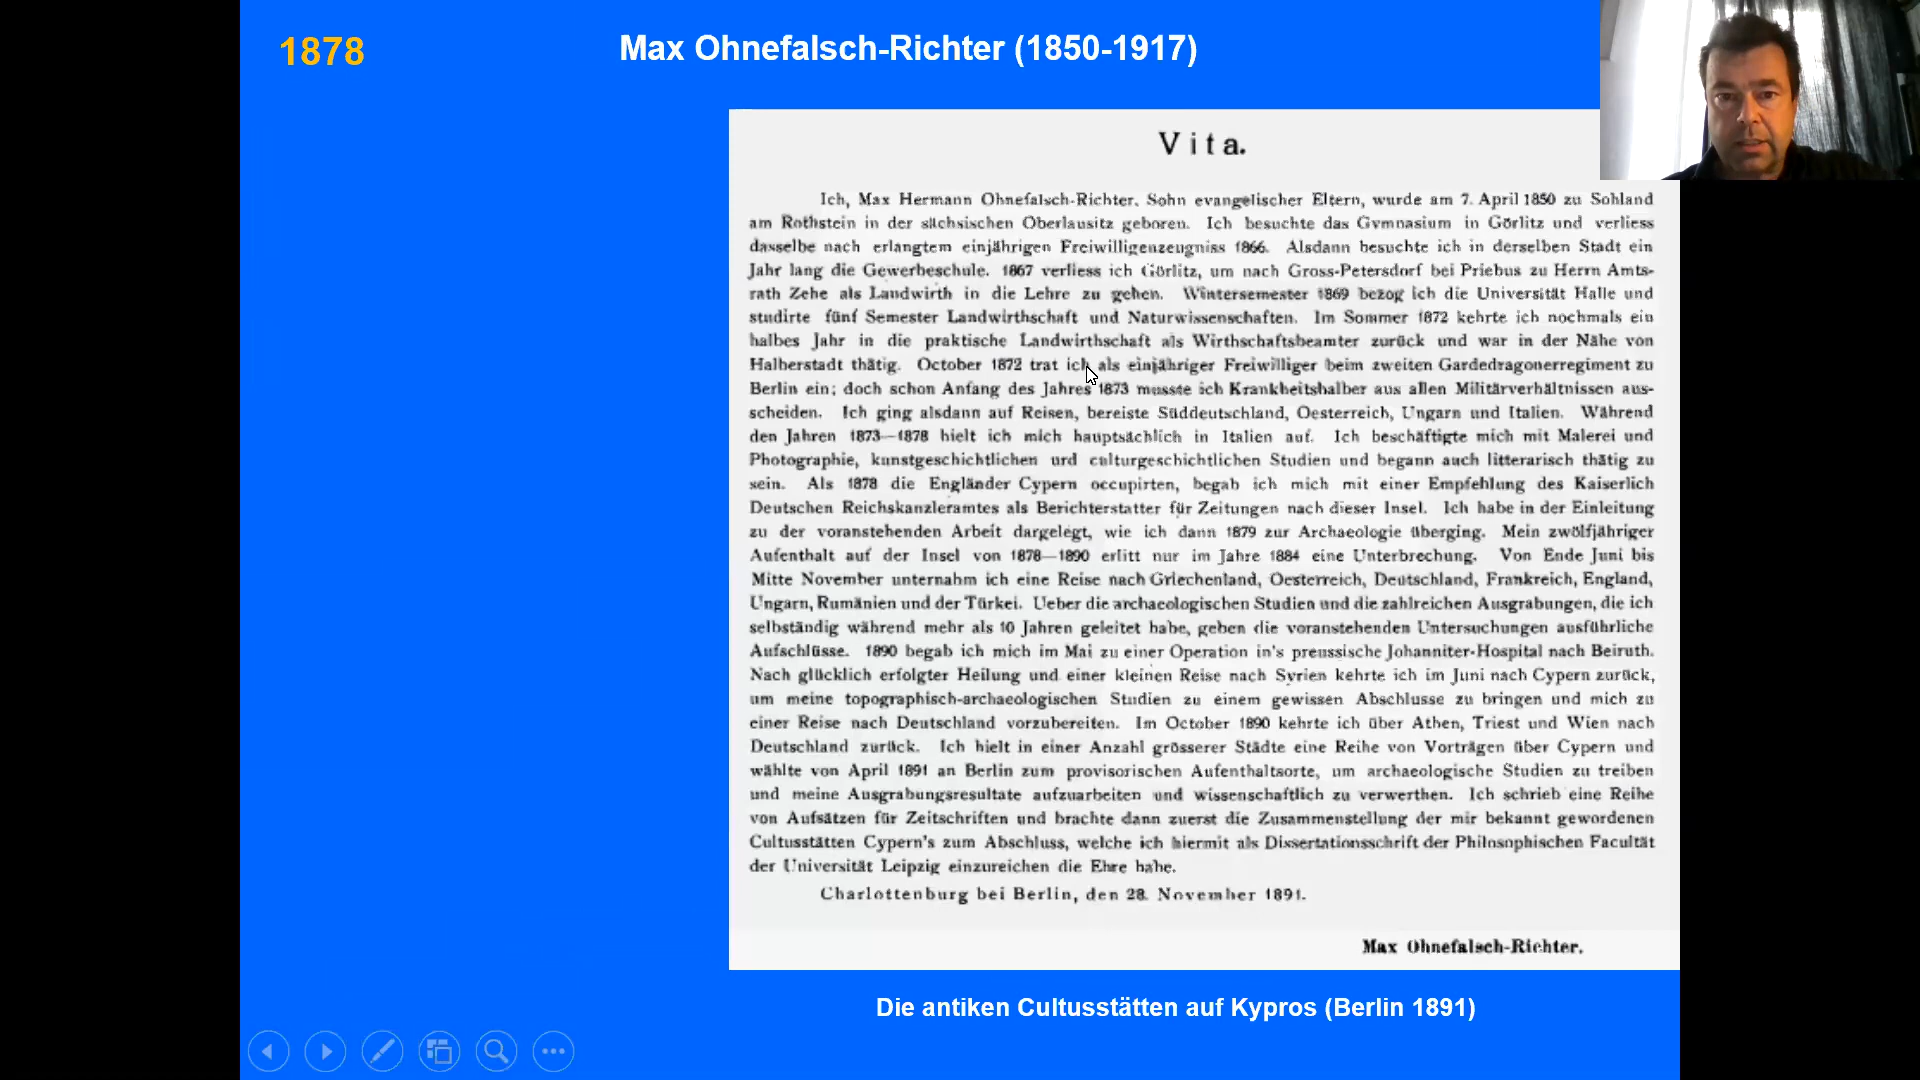 1878
Max Ohnefalsch-Richter (1850-1917)
Vita.
Ich, Max Hermann Ohnefalsch-Richter, Sohn evangelischer Eltern, wurde am 7. April 1850 zu Sohland
am Rothstein in der sächsischen Oberlausitz geboren. Ich besuchte das Gymnasium in Görlitz und verliess
dasselbe nach erlangtem einjährigen Freiwilligenzeugniss 1866. Alsdann besuchte ich in derselben Stadt ein
Jahr lang die Gewerbeschule. 1867 verliess ich Görlitz, um nach Gross-Petersdorf bei Priebus zu Herrn Amts-
rath Zehe als Landwirth in die Lehre zu gehen. Wintersemester 1869 bezog ich die Universität Halle und
studirte fünf Semester Landwirthschaft und Naturwissenschaften. Im Sommer 1872 kehrte ich nochmals ein
halbes Jahr in die praktische Landwirthschaft als Wirthschaftsbeamter zurück und war in der Nähe von
Halberstadt thätig. October 1872 trat ich als einjähriger Freiwilliger beim zweiten Gardedragonerregiment zu
Berlin ein; doch schon Anfang des Jahres 1873 musste ich Krankheitshalber aus allen Militärverhältnissen aus-
scheiden. Ich ging alsdann auf Reisen, bereiste Süddeutschland, Oesterreich, Ungarn und Italien. Während
den Jahren 1873—1878 hielt ich mich hauptsächlich in Italien auf. Ich beschäftigte mich mit Malerei und
Photographie, kunstgeschichtlichen urd culturgeschichtlichen Studien und begann auch litterarisch thätig zu
sein. Als 1878 die Engländer Cypern occupirten, begab ich mich mit einer Empfehlung des Kaiserlich
Deutschen Reichskanzleramtes als Berichterstatter für Zeitungen nach dieser Insel. Ich habe in der Einleitung
zu der voranstehenden Arbeit dargelegt, wie ich dann 1879 zur Archaeologie überging. Mein zwölfjähriger
Aufenthalt auf der Insel von 1878—1890 erlitt nur im Jahre 1884 eine Unterbrechung. Von Ende Juni bis
Mitte November unternahm ich eine Reise nach Griechenland, Oesterreich, Deutschland, Frankreich, England,
Ungarn, Rumänien und der Türkei. Ueber die archaeologischen Studien und die zahlreichen Ausgrabungen, die ich
selbständig während mehr als 10 Jahren geleitet habe, geben die voranstehenden Untersuchungen ausführliche
Aufschlüsse. 1890 begab ich mich im Mai zu einer Operation in's preussische Johanniter-Hospital nach Beiruth.
Nach glücklich erfolgter Heilung und einer kleinen Reise nach Syrien kehrte ich im Juni nach Cypern zurück,
um meine topographisch-archaeologischen Studien zu einem gewissen Abschlusse zu bringen und mich zu
einer Reise nach Deutschland vorzubereiten. Im October 1890 kehrte ich über Athen, Triest und Wien nach
Deutschland zurück. Ich hielt in einer Anzahl grösserer Städte eine Reihe von Vorträgen über Cypern und
wählte von April 1891 an Berlin zum provisorischen Aufenthaltsorte, um archaeologische Studien zu treiben
und meine Ausgrabungsresultate aufzuarbeiten und wissenschaftlich zu verwerthen. Ich schrieb eine Reihe
von Aufsätzen für Zeitschriften und brachte dann zuerst die Zusammenstellung der mir bekannt gewordenen
Cultusstätten Cypern's zum Abschluss, welche ich hiermit als Dissertationsschrift der Philosophischen Facultät
der Universität Leipzig einzureichen die Ehre habe.
Charlottenburg bei Berlin, den 28. November 1891.
Max Ohnefalsch-Richter.
Die antiken Cultusstätten auf Kypros (Berlin 1891)